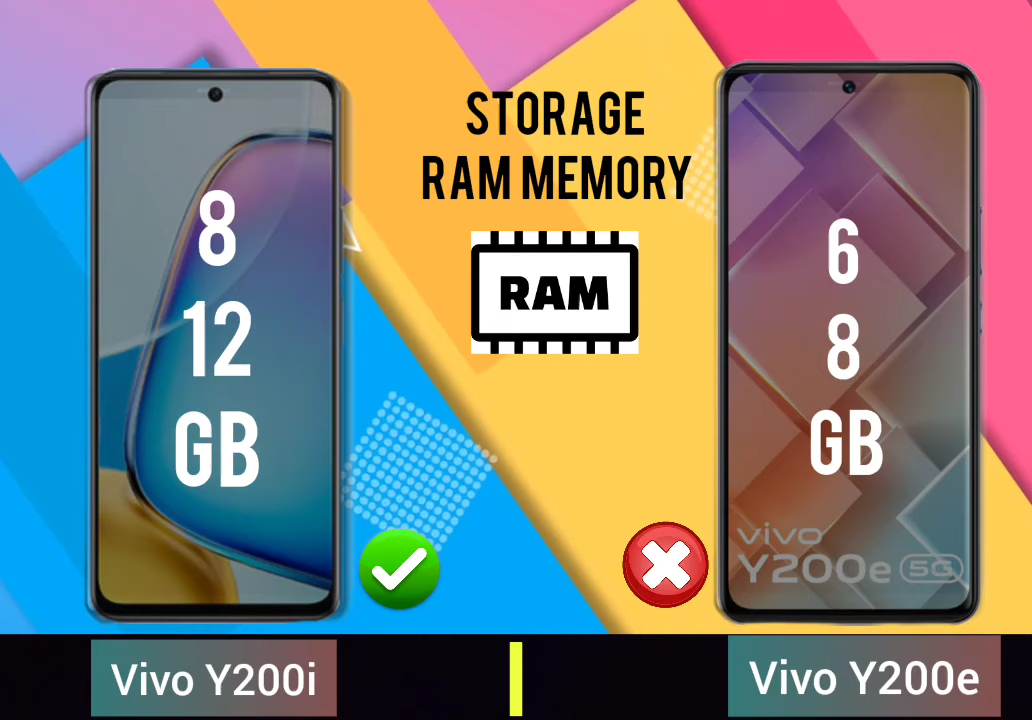 STORAGE
RAM MEMORY
RAM
8
12
GB
6
8
GB
vivo
Y200e 5G
Vivo Y200i
Vivo Y200e